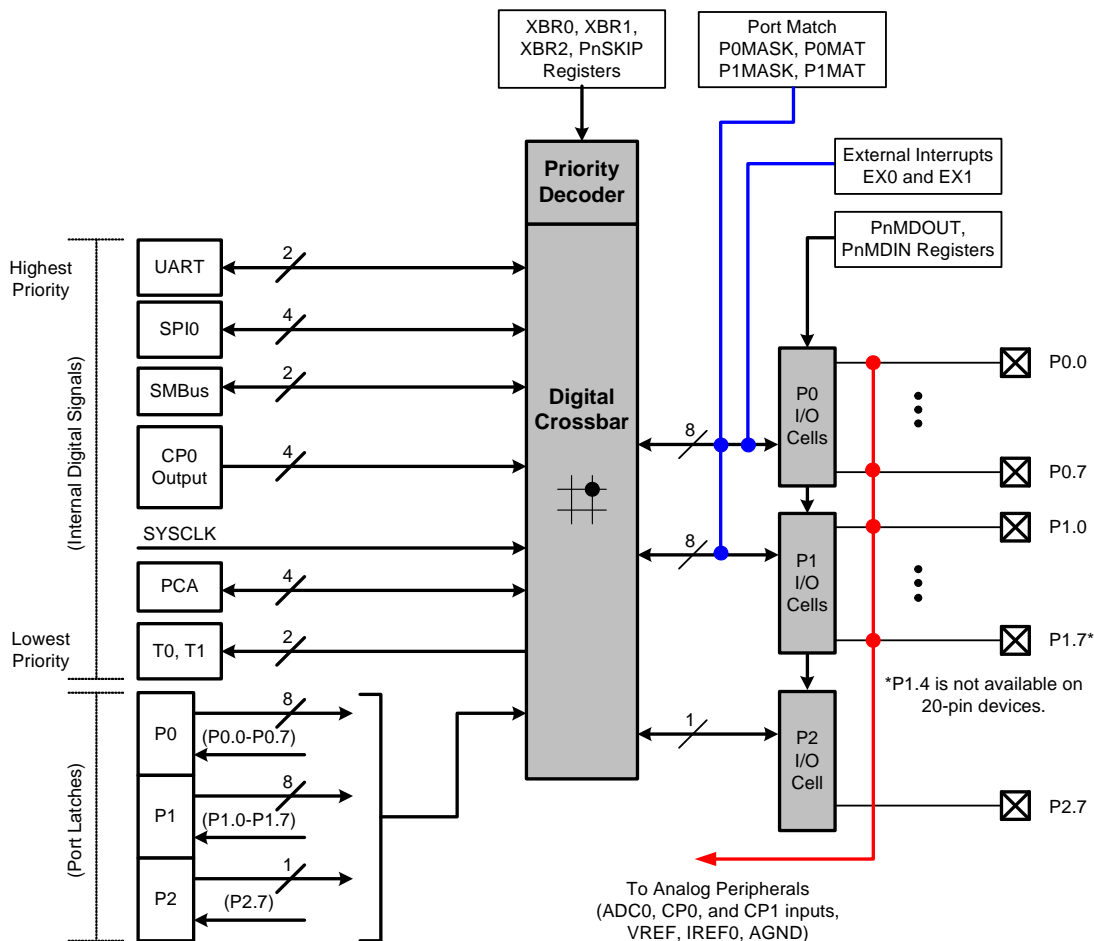 XBR0, XBR1,
XBR2, PnSKIP
Registers
Port Match
P0MASK, P0MAT
P1MASK, P1MAT
External Interrupts
EX0 and EX1
Priority
Decoder
PnMDOUT,
PnMDIN Registers
Highest
Priority
UART
2
SPI0
4
SMBus
2
CP0
Output
4
SYSCLK
PCA
4
Lowest
Priority
T0, T1
2
(Internal Digital Signals)
Digital
Crossbar
8
8
1
P0
I/O
Cells
P0.0
P0.7
P1
I/O
Cells
P1.0
P1.7*
*P1.4 is not available on
20-pin devices.
P2
I/O
Cell
P2.7
(Port Latches)
P0
8
(P0.0-P0.7)
P1
8
(P1.0-P1.7)
P2
1
(P2.7)
To Analog Peripherals
(ADC0, CP0, and CP1 inputs,
VREF, IREF0, AGND)